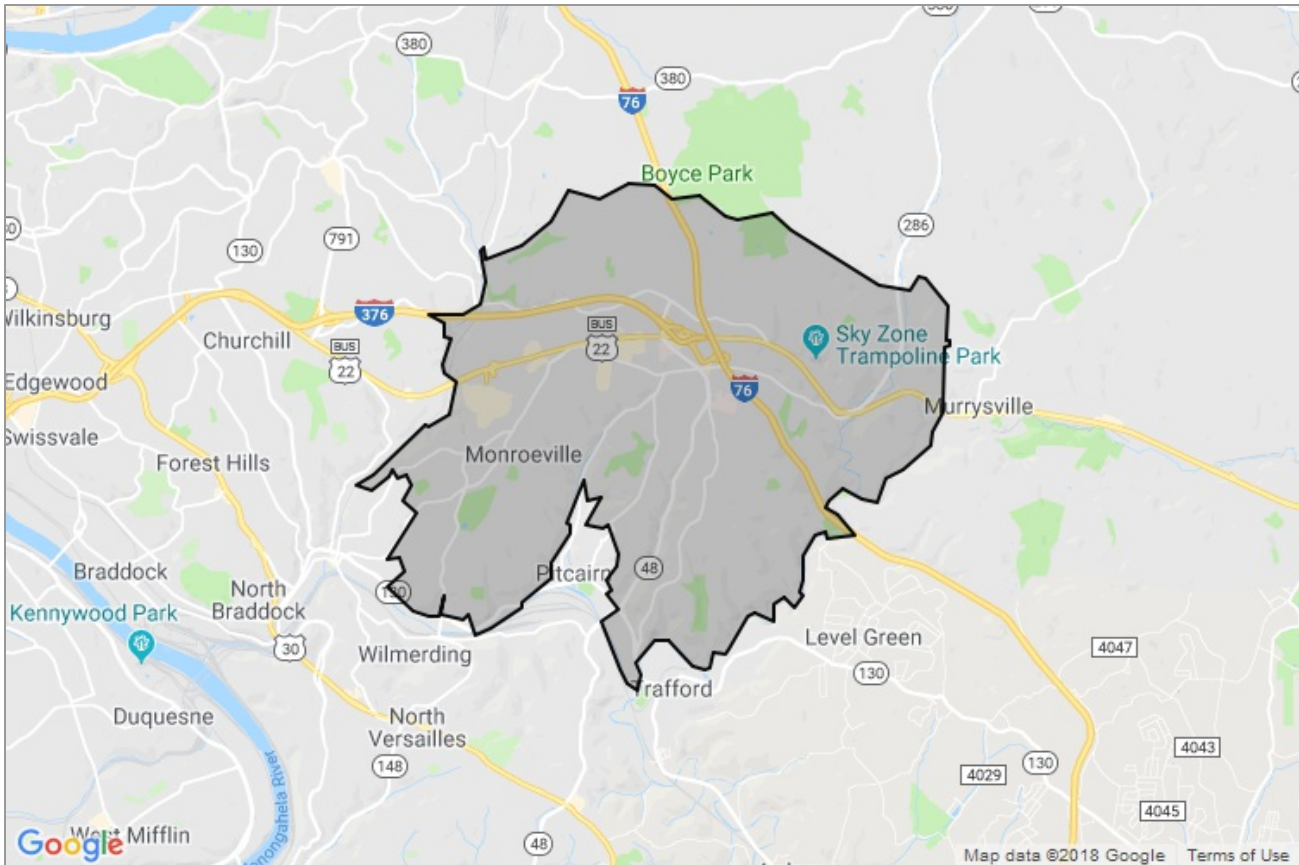 380
380
76
Boyce Park
286
130
791
376
BUS
22
Sky Zone
Trampoline Park
Wilkinsburg
Churchill
BUS
22
76
Edgewood
Murrysville
Swissvale
Monroeville
Forest Hills
Braddock
Pitcairn
48
130
North
Braddock
Kennywood Park
30
Wilmerding
Level Green
4047
Trafford
130
Duquesne
North
Versailles
4043
148
130
4029
Monongahela River
4045
West Mifflin
48
Google
Map data ©2018 Google
Terms of Use